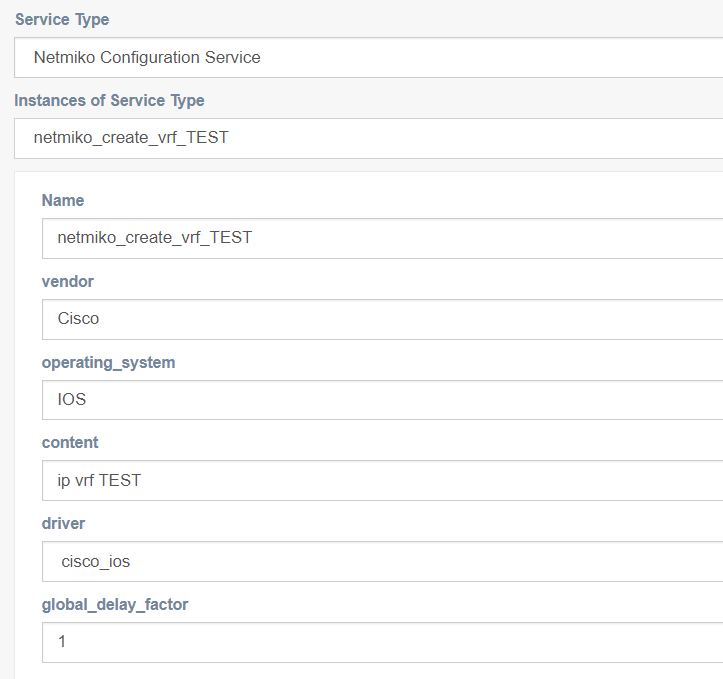 Service Type
Netmiko Configuration Service
Instances of Service Type
netmiko_create_vrf_TEST
Name
netmiko_create_vrf_TEST
vendor
Cisco
operating_system
IOS
content
ip vrf TEST
driver
cisco_ios
global_delay_factor
1